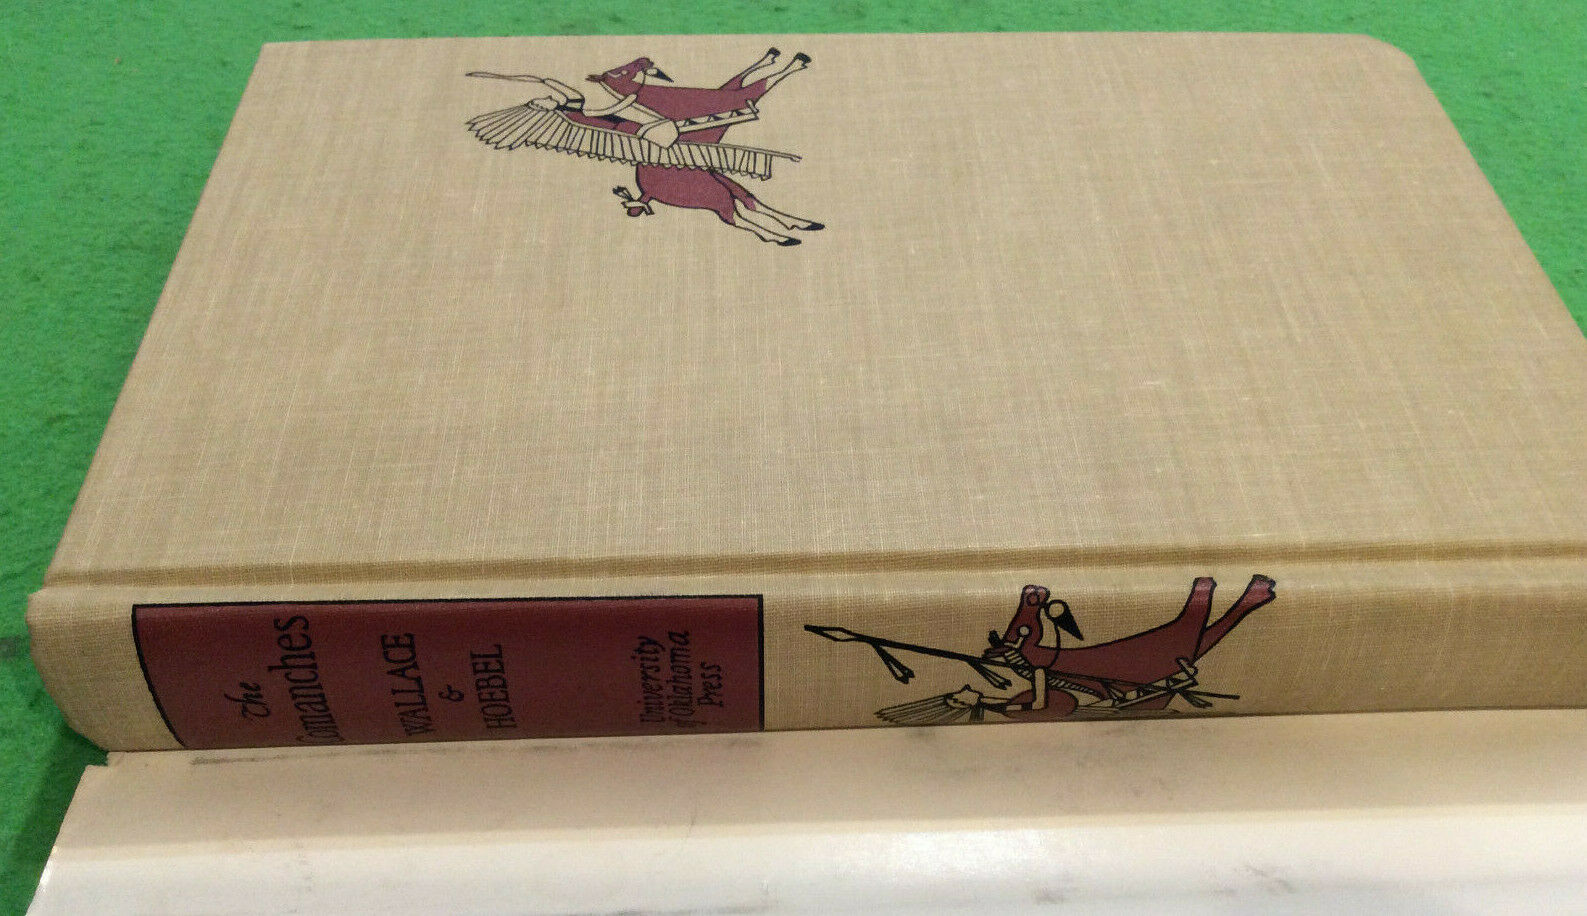 The
Comanches
WALLACE
&
HOEBEL
University
of Oklahoma
Press